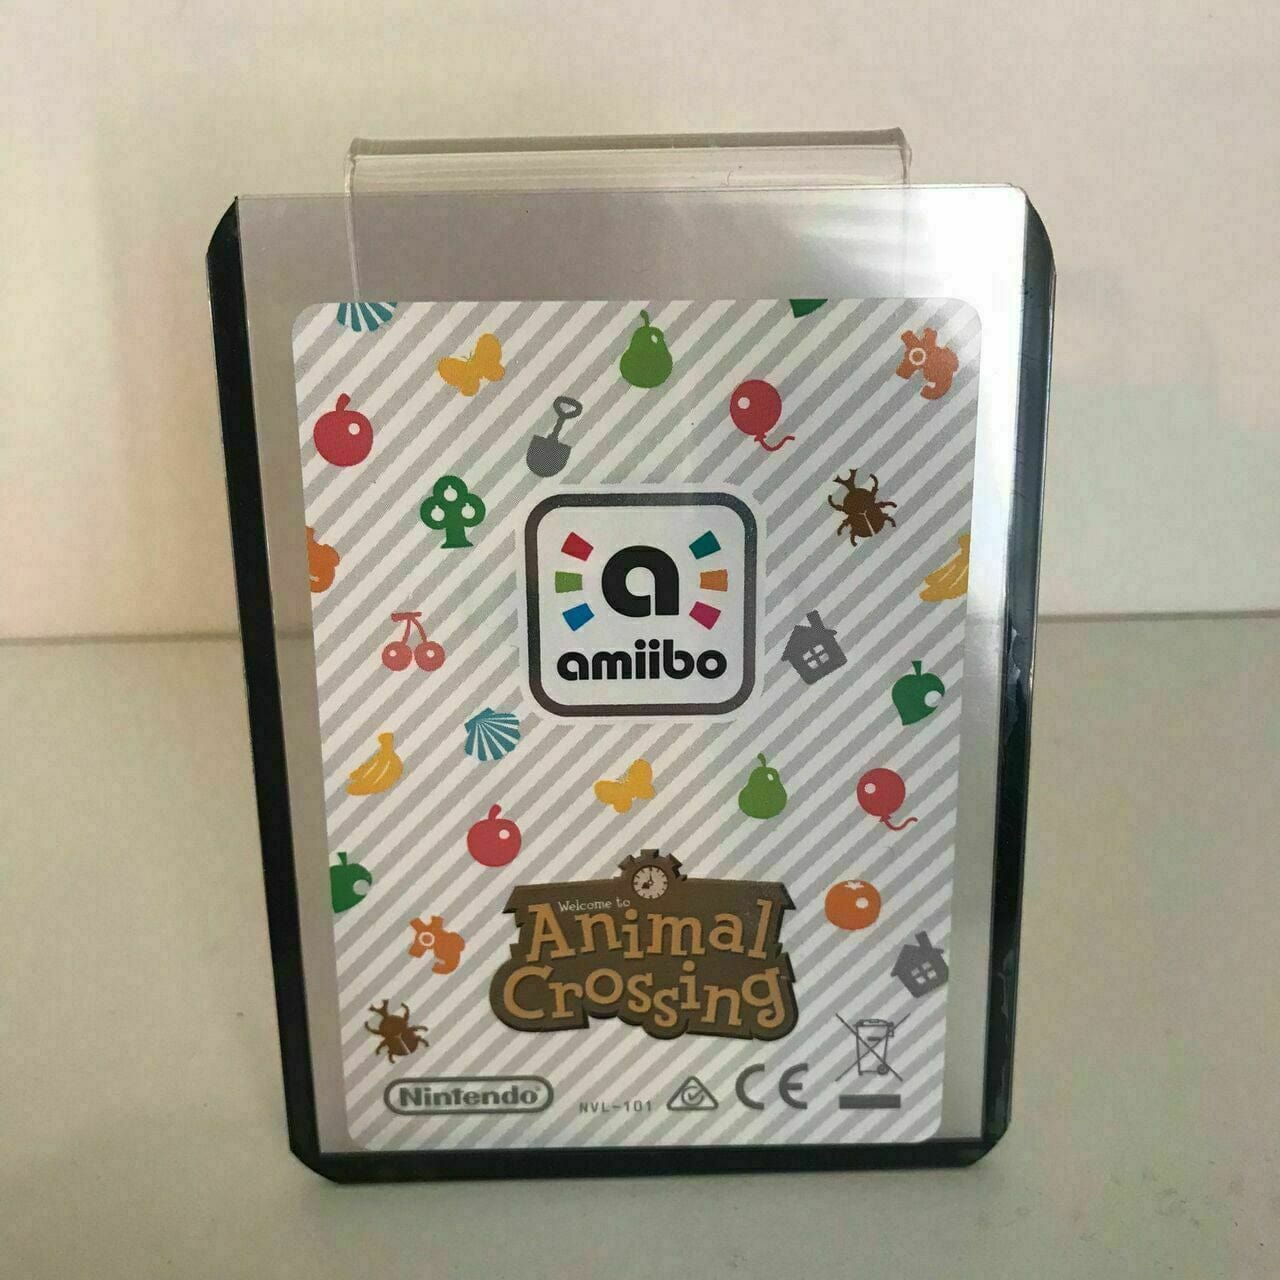 a
amiibo
Welcome to
Animal
Crossing
Nintendo
NVL-101
CE